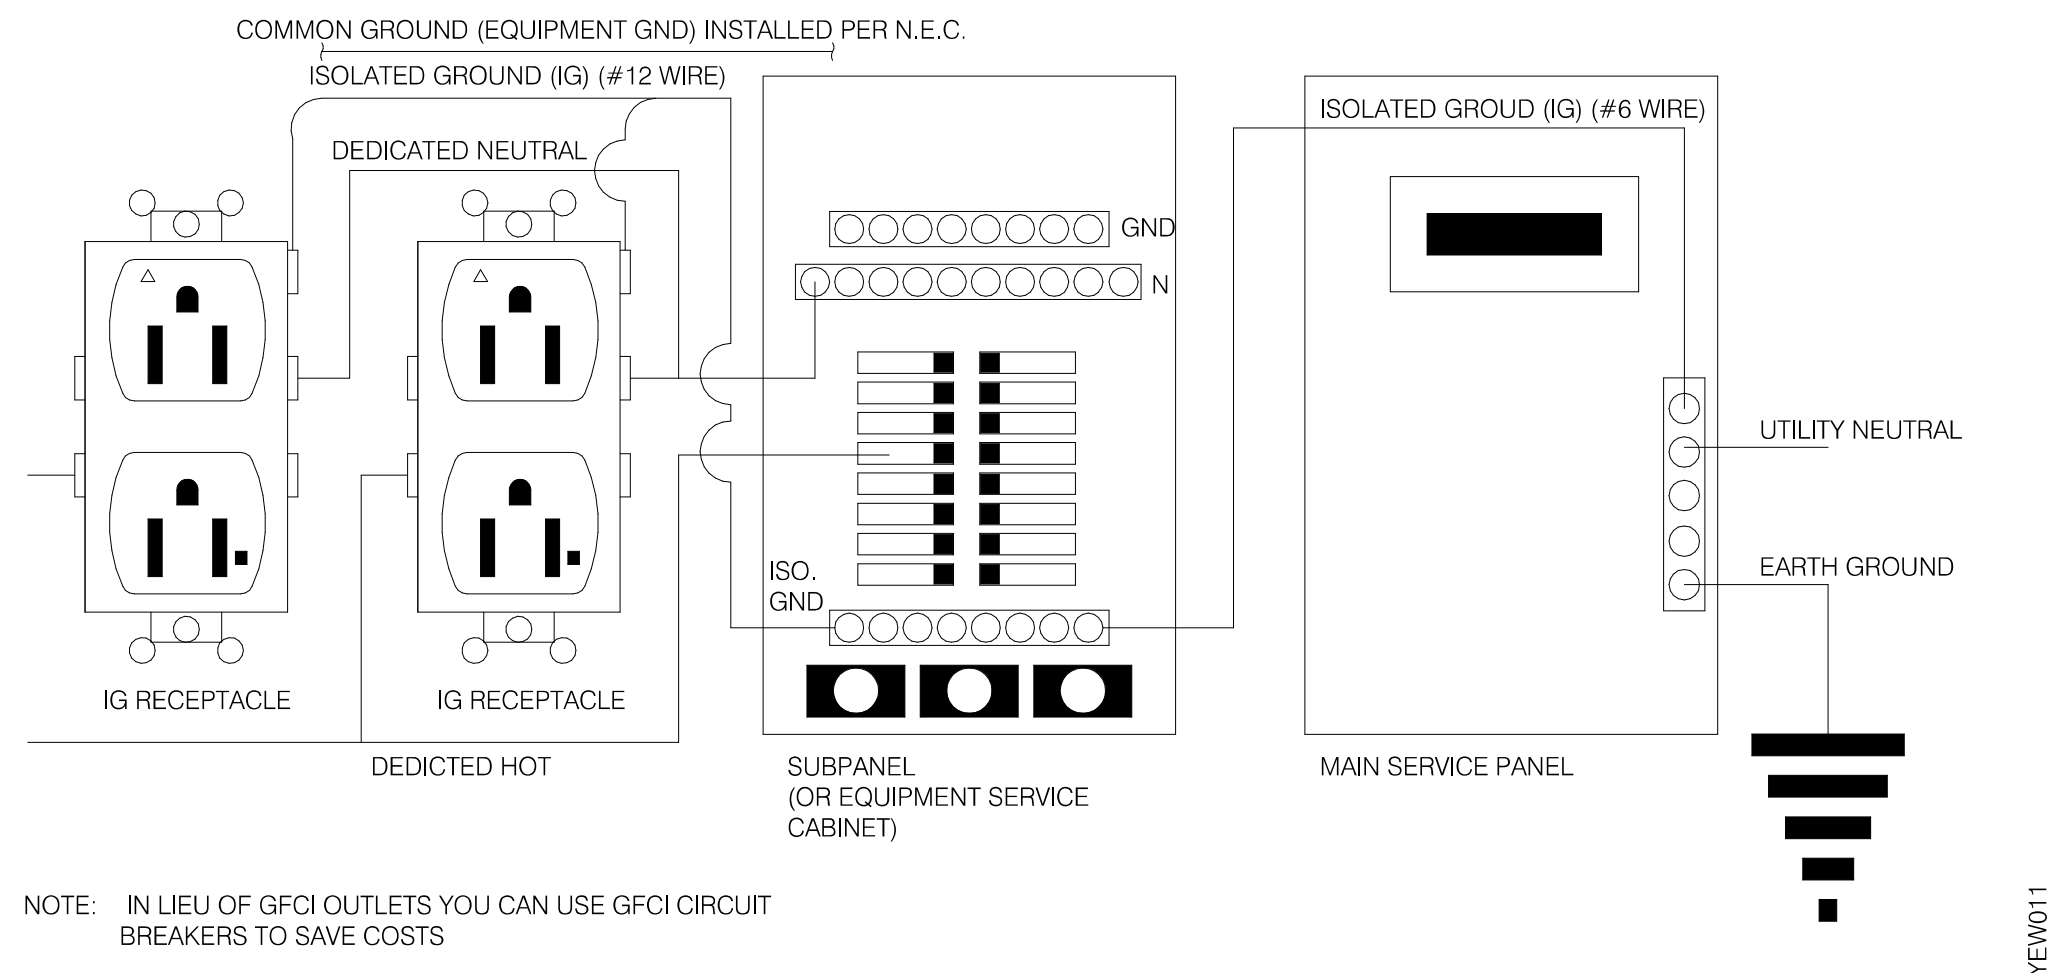 COMMON GROUND (EQUIPMENT GND) INSTALLED PER N.E.C.
ISOLATED GROUND (IG) (#12 WIRE)
DEDICATED NEUTRAL
ISOLATED GROUD (IG) (#6 WIRE)
GND
N
UTILITY NEUTRAL
EARTH GROUND
ISO.
GND
IG RECEPTACLE
IG RECEPTACLE
DEDICTED HOT
SUBPANEL
(OR EQUIPMENT SERVICE
CABINET)
MAIN SERVICE PANEL
NOTE: IN LIEU OF GFCI OUTLETS YOU CAN USE GFCI CIRCUIT
BREAKERS TO SAVE COSTS
YEW011